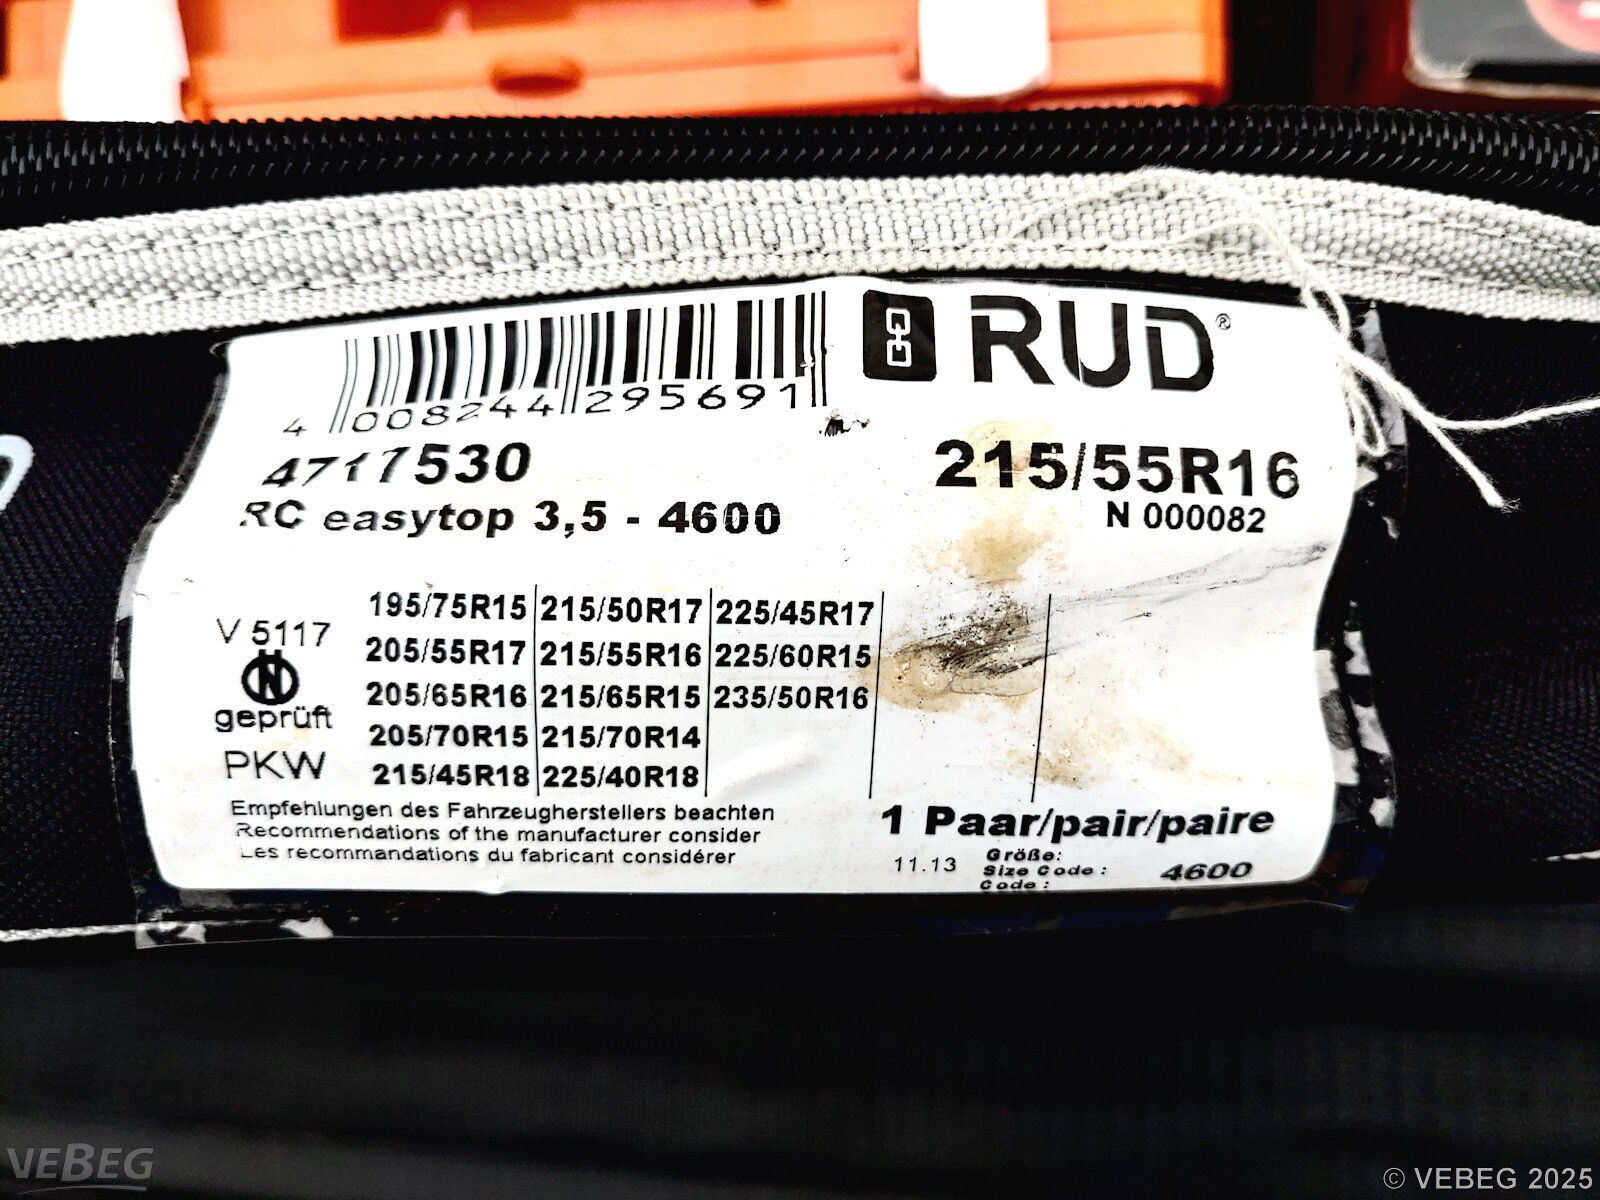 RUD®
4 008244 295691
4717530
215/55R16
RC easytop 3,5 - 4600
N 000082
V 5117
geprüft
PKW
195/75R15 215/50R17 225/45R17
205/55R17 215/55R16 225/60R15
205/65R16 215/65R15 235/50R16
205/70R15 215/70R14
215/45R18 225/40R18
Empfehlungen des Fahrzeugherstellers beachten
Recommendations of the manufacturer consider
Les recommandations du fabricant considérer
1 Paar/pair/paire
11.13
Größe:
Size Code : 4600
Code :
VEBEG
© VEBEG 2025